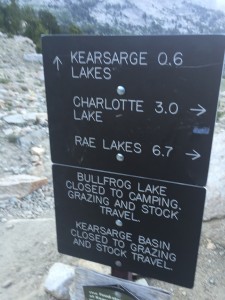 KEARSARGE 0.6
LAKES
CHARLOTTE 3.0
LAKE
RAE LAKES 6.7
BULLFROG LAKE
CLOSED TO CAMPING,
GRAZING AND STOCK
TRAVEL.
KEARSARGE BASIN
CLOSED TO GRAZING
AND STOCK TRAVEL.